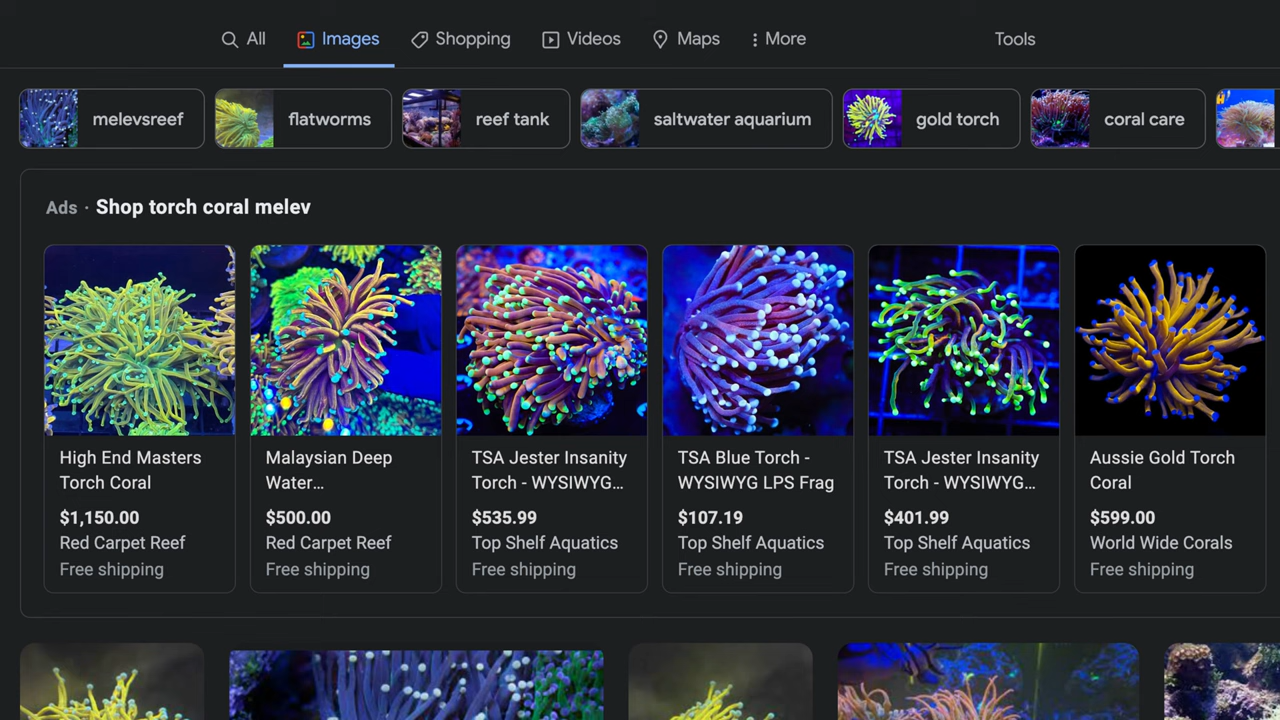 All
Images
Shopping
Videos
Maps
More
Tools
melevsreef
flatworms
reef tank
saltwater aquarium
gold torch
coral care
Ads · Shop torch coral melev
High End Masters
Torch Coral
$1,150.00
Red Carpet Reef
Free shipping
Malaysian Deep
Water...
$500.00
Red Carpet Reef
Free shipping
TSA Jester Insanity
Torch - WYSIWYG...
$535.99
Top Shelf Aquatics
Free shipping
TSA Blue Torch -
WYSIWYG LPS Frag
$107.19
Top Shelf Aquatics
Free shipping
TSA Jester Insanity
Torch - WYSIWYG...
$401.99
Top Shelf Aquatics
Free shipping
Aussie Gold Torch
Coral
$599.00
World Wide Corals
Free shipping